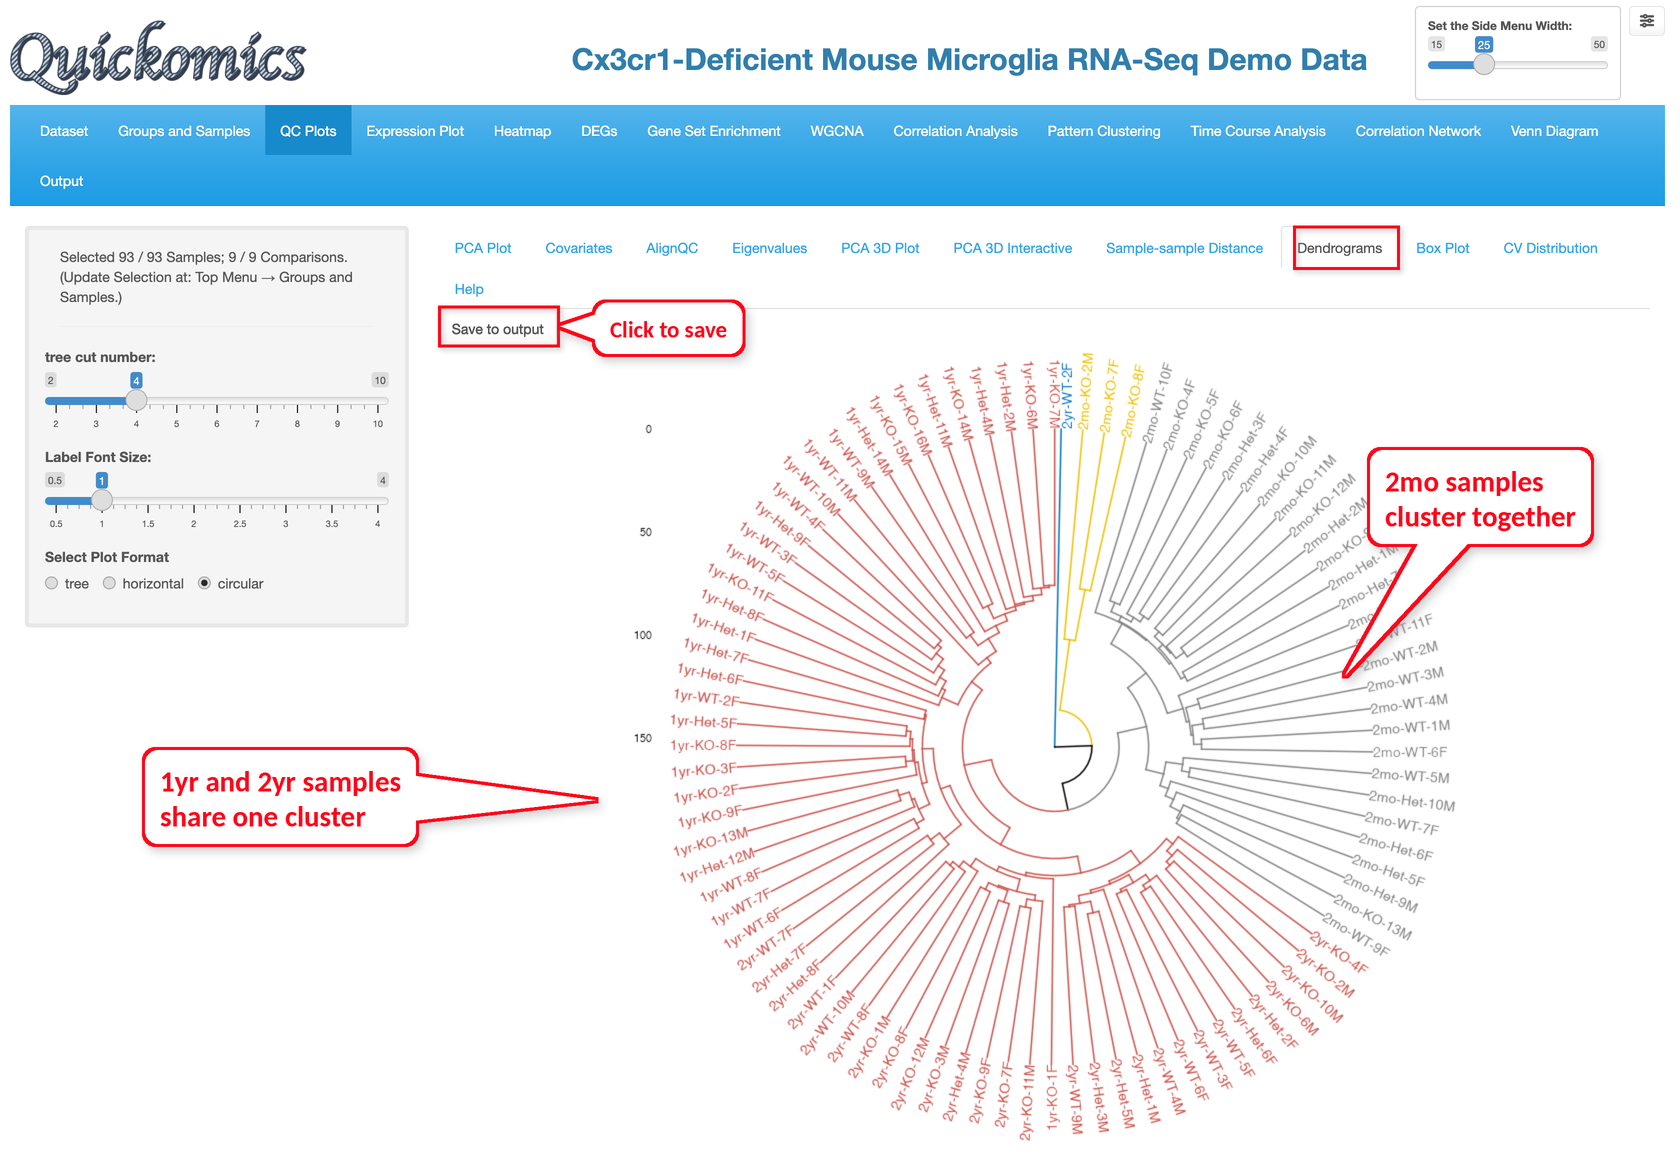 Quickomics
Cx3cr1-Deficient Mouse Microglia RNA-Seq Demo Data
Set the Side Menu Width:
15 25 50
Dataset Groups and Samples QC Plots Expression Plot Heatmap DEGs Gene Set Enrichment WGCNA Correlation Analysis Pattern Clustering Time Course Analysis Correlation Network Venn Diagram
Output
Selected 93 / 93 Samples; 9 / 9 Comparisons.
(Update Selection at: Top Menu → Groups and
Samples.)
tree cut number:
2 4 10
2 3 4 5 6 7 8 9 10
Label Font Size:
0.5 1 4
0.5 1 1.5 2 2.5 3 3.5 4
Select Plot Format
tree horizontal circular
PCA Plot Covariates AlignQC Eigenvalues PCA 3D Plot PCA 3D Interactive Sample-sample Distance Dendrograms Box Plot CV Distribution
Help
Save to output
Click to save
0
50
100
150
2mo samples
cluster together
1yr and 2yr samples
share one cluster
2yr-WT-2F
2mo-KO-2M
2mo-KO-7F
2mo-KO-8F
2mo-WT-10F
2mo-KO-4F
2mo-KO-5F
2mo-KO-6F
2mo-Het-3F
2mo-Het-4F
2mo-KO-10M
2mo-KO-11M
2mo-KO-12M
2mo-Het-2M
2mo-Het-1M
2mo-WT-2M
2mo-WT-3M
2mo-WT-4M
2mo-WT-1M
2mo-WT-6F
2mo-WT-5M
2mo-Het-10M
2mo-WT-7F
2mo-Het-6F
2mo-Het-5F
2mo-Het-9M
2mo-KO-13M
2mo-WT-9F
2yr-KO-4F
2yr-KO-2M
2yr-KO-10M
2yr-KO-6M
2yr-Het-2F
2yr-Het-6F
2yr-WT-5F
2yr-WT-3F
2yr-WT-6F
2yr-WT-4M
2yr-Het-1M
2yr-Het-5M
2yr-Het-3M
2yr-WT-9M
1yr-KO-1F
2yr-KO-11M
2yr-KO-7F
2yr-KO-9F
2yr-Het-4M
2yr-KO-3M
2yr-KO-12M
2yr-KO-8F
2yr-KO-1M
2yr-WT-8F
2yr-WT-10M
2yr-WT-1F
2yr-Het-8F
2yr-Het-7F
2yr-WT-7F
1yr-WT-6F
1yr-WT-7F
1yr-WT-8F
1yr-Het-12M
1yr-KO-13M
1yr-KO-9F
1yr-KO-2F
1yr-KO-3F
1yr-KO-8F
1yr-Het-5F
1yr-WT-2F
1yr-Het-6F
1yr-Het-7F
1yr-Het-1F
1yr-Het-8F
1yr-KO-11F
1yr-WT-5F
1yr-WT-3F
1yr-Het-9F
1yr-WT-4F
1yr-WT-10M
1yr-WT-11M
1yr-WT-9M
1yr-Het-14M
1yr-KO-15M
1yr-KO-16M
1yr-Het-11M
1yr-KO-14M
1yr-Het-4M
1yr-Het-2M
1yr-KO-6M
1yr-KO-7M